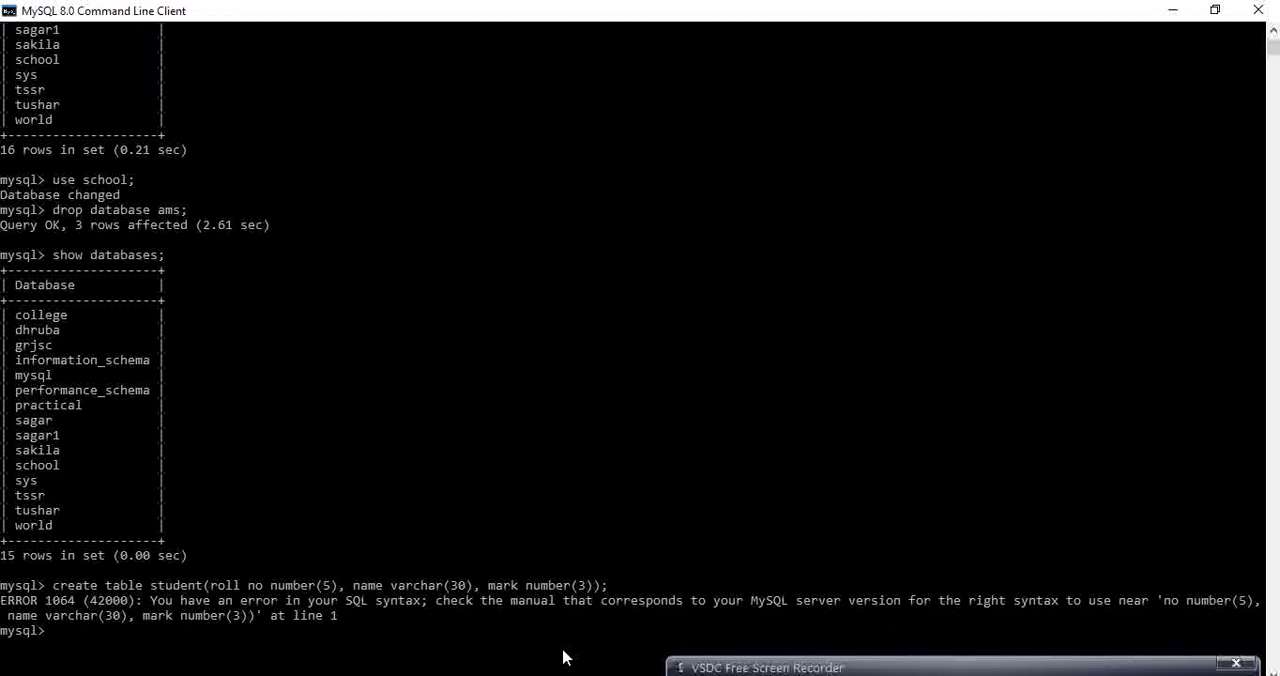 MySQL 8.0 Command Line Client
| sagar1 |
| sakila |
| school |
| sys |
| tssr |
| tushar |
| world |
+--------------------+
16 rows in set (0.21 sec)
mysql> use school;
Database changed
mysql> drop database ams;
Query OK, 3 rows affected (2.61 sec)
mysql> show databases;
+--------------------+
| Database |
+--------------------+
| college |
| dhruba |
| grjsc |
| information_schema |
| mysql |
| performance_schema |
| practical |
| sagar |
| sagar1 |
| sakila |
| school |
| sys |
| tssr |
| tushar |
| world |
+--------------------+
15 rows in set (0.00 sec)
mysql> create table student(roll no number(5), name varchar(30), mark number(3));
ERROR 1064 (42000): You have an error in your SQL syntax; check the manual that corresponds to your MySQL server version for the right syntax to use near 'no number(5),
name varchar(30), mark number(3))' at line 1
mysql>
VSDC Free Screen Recorder